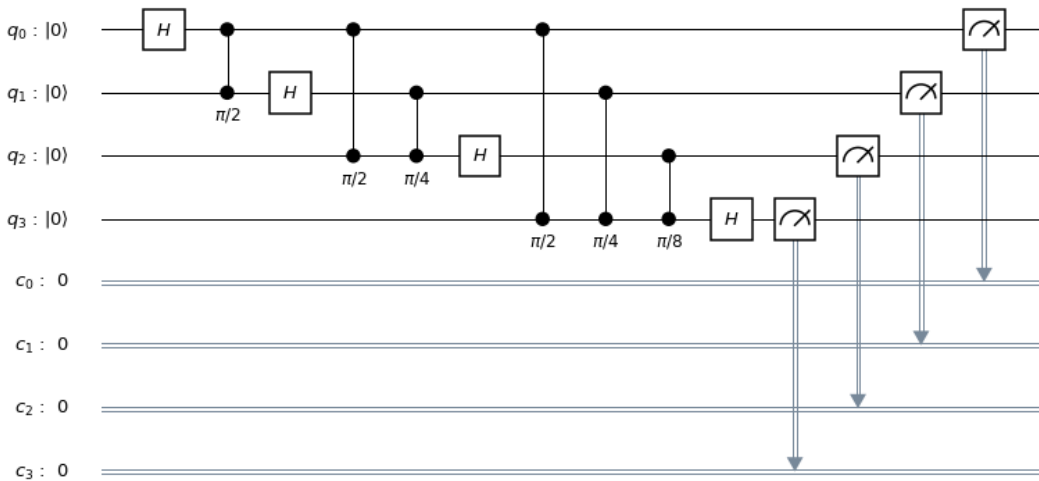 q₀ : |0⟩ H
π/2
q₁ : |0⟩ H
π/2 π/4
q₂ : |0⟩ H
π/2 π/4 π/8
q₃ : |0⟩ H
c₀ : 0
c₁ : 0
c₂ : 0
c₃ : 0